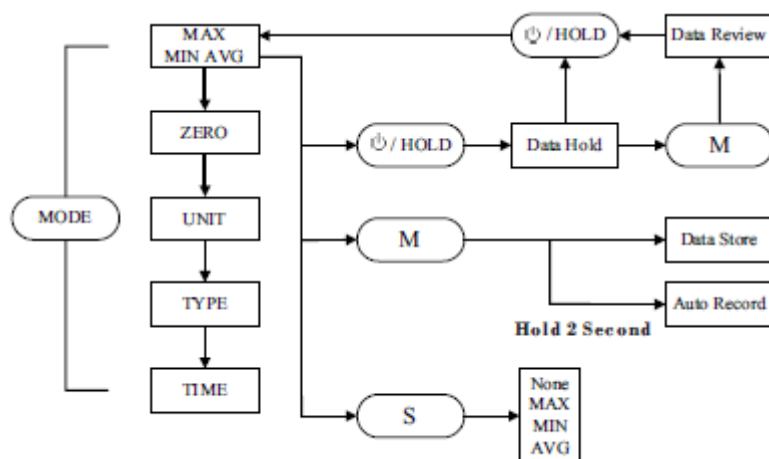 MAX
MIN AVG
⏻ / HOLD
Data Review
ZERO
⏻ / HOLD
Data Hold
M
MODE
UNIT
M
Data Store
TYPE
Auto Record
Hold 2 Second
TIME
S
None
MAX
MIN
AVG